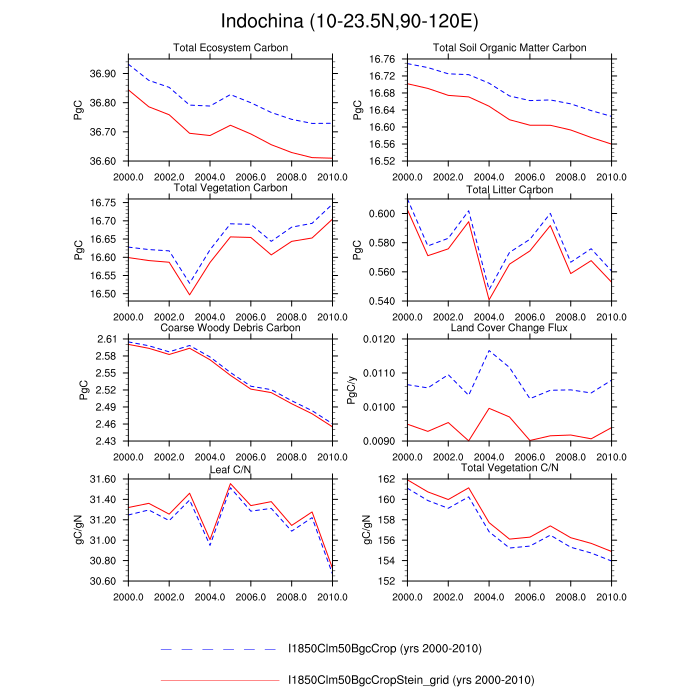 Indochina (10-23.5N,90-120E)
Total Ecosystem Carbon
PgC
36.90
36.80
36.70
36.60
2000.0 2002.0 2004.0 2006.0 2008.0 2010.0
Total Soil Organic Matter Carbon
PgC
16.76
16.72
16.68
16.64
16.60
16.56
16.52
2000.0 2002.0 2004.0 2006.0 2008.0 2010.0
Total Vegetation Carbon
PgC
16.75
16.70
16.65
16.60
16.55
16.50
2000.0 2002.0 2004.0 2006.0 2008.0 2010.0
Total Litter Carbon
PgC
0.600
0.580
0.560
0.540
2000.0 2002.0 2004.0 2006.0 2008.0 2010.0
Coarse Woody Debris Carbon
PgC
2.61
2.58
2.55
2.52
2.49
2.46
2.43
2000.0 2002.0 2004.0 2006.0 2008.0 2010.0
Land Cover Change Flux
PgC/y
0.0120
0.0110
0.0100
0.0090
2000.0 2002.0 2004.0 2006.0 2008.0 2010.0
Leaf C/N
gC/gN
31.60
31.40
31.20
31.00
30.80
30.60
2000.0 2002.0 2004.0 2006.0 2008.0 2010.0
Total Vegetation C/N
gC/gN
162
160
158
156
154
152
2000.0 2002.0 2004.0 2006.0 2008.0 2010.0
I1850Clm50BgcCrop (yrs 2000-2010)
I1850Clm50BgcCropStein_grid (yrs 2000-2010)